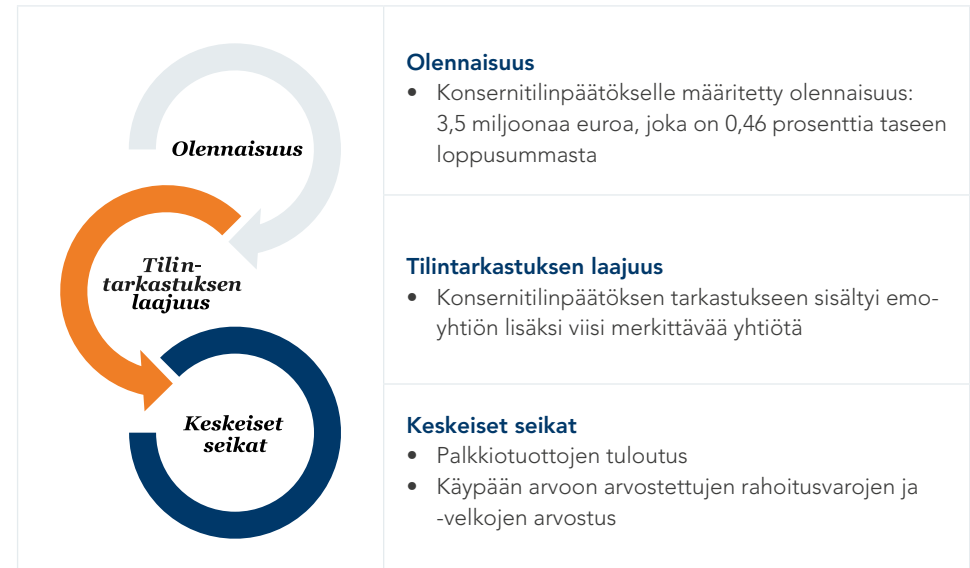 Olennaisuus
Tilin-
tarkastuksen
laajuus
Keskeiset
seikat
Olennaisuus
• Konsernitilinpäätökselle määritetty olennaisuus:
3,5 miljoonaa euroa, joka on 0,46 prosenttia taseen
loppusummasta
Tilintarkastuksen laajuus
• Konsernitilinpäätöksen tarkastukseen sisältyi emo-
yhtiön lisäksi viisi merkittävää yhtiötä
Keskeiset seikat
• Palkkiotuottojen tuloutus
• Käypään arvoon arvostettujen rahoitusvarojen ja
-velkojen arvostus